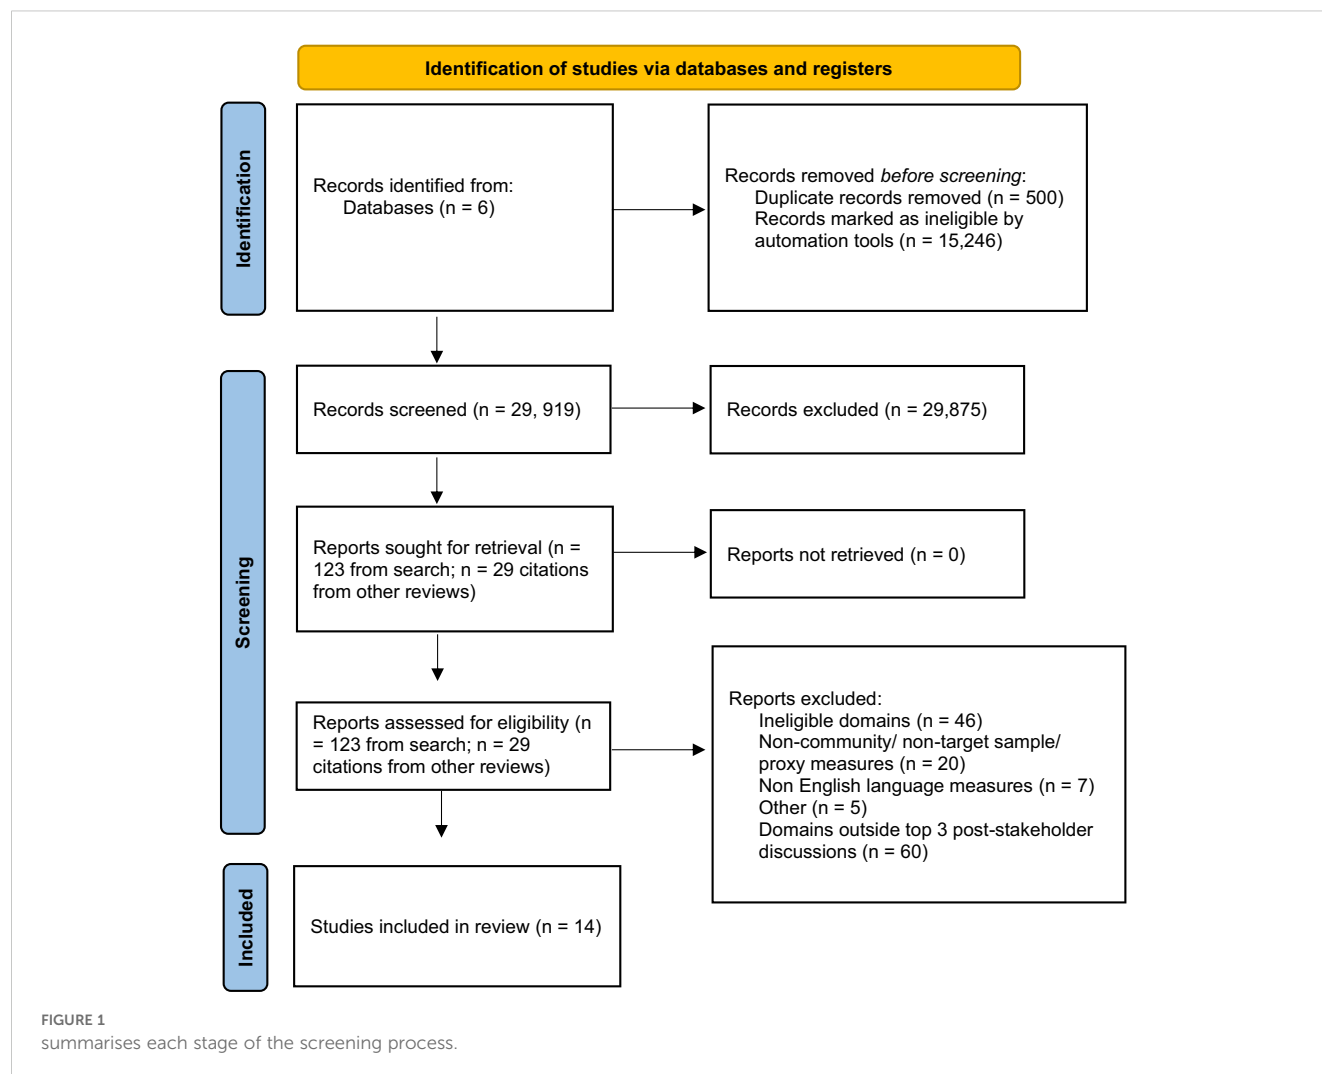 Identification of studies via databases and registers
Identification
Records identified from:
Databases (n = 6)
Records removed before screening:
Duplicate records removed (n = 500)
Records marked as ineligible by
automation tools (n = 15,246)
Screening
Records screened (n = 29, 919)
Records excluded (n = 29,875)
Reports sought for retrieval (n =
123 from search; n = 29 citations
from other reviews)
Reports not retrieved (n = 0)
Reports assessed for eligibility (n
= 123 from search; n = 29
citations from other reviews)
Reports excluded:
Ineligible domains (n = 46)
Non-community/ non-target sample/
proxy measures (n = 20)
Non English language measures (n = 7)
Other (n = 5)
Domains outside top 3 post-stakeholder
discussions (n = 60)
Included
Studies included in review (n = 14)
FIGURE 1
summarises each stage of the screening process.